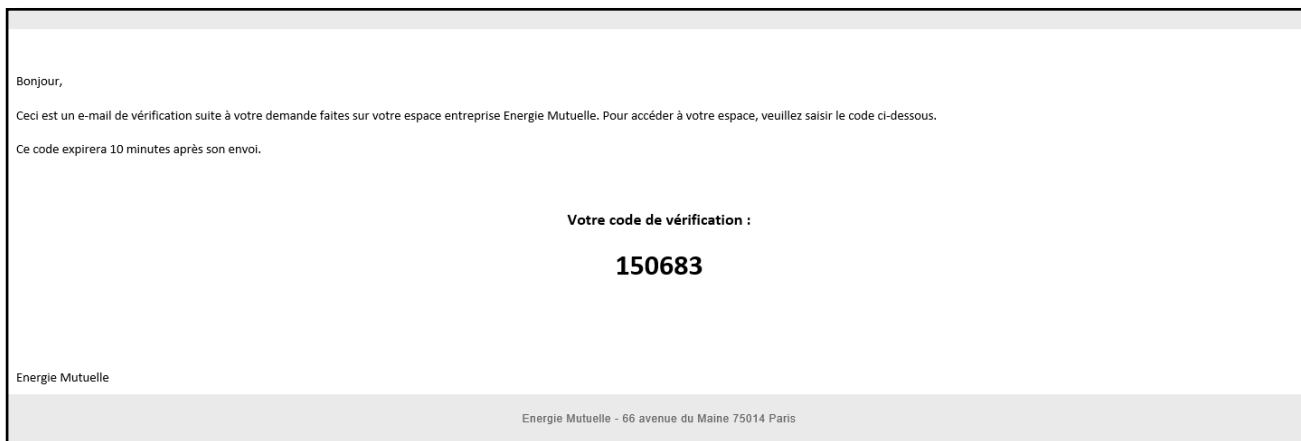 Bonjour,
Ceci est un e-mail de vérification suite à votre demande faites sur votre espace entreprise Energie Mutuelle. Pour accéder à votre espace, veuillez saisir le code ci-dessous.
Ce code expirera 10 minutes après son envoi.
Votre code de vérification :
150683
Energie Mutuelle
Energie Mutuelle - 66 avenue du Maine 75014 Paris